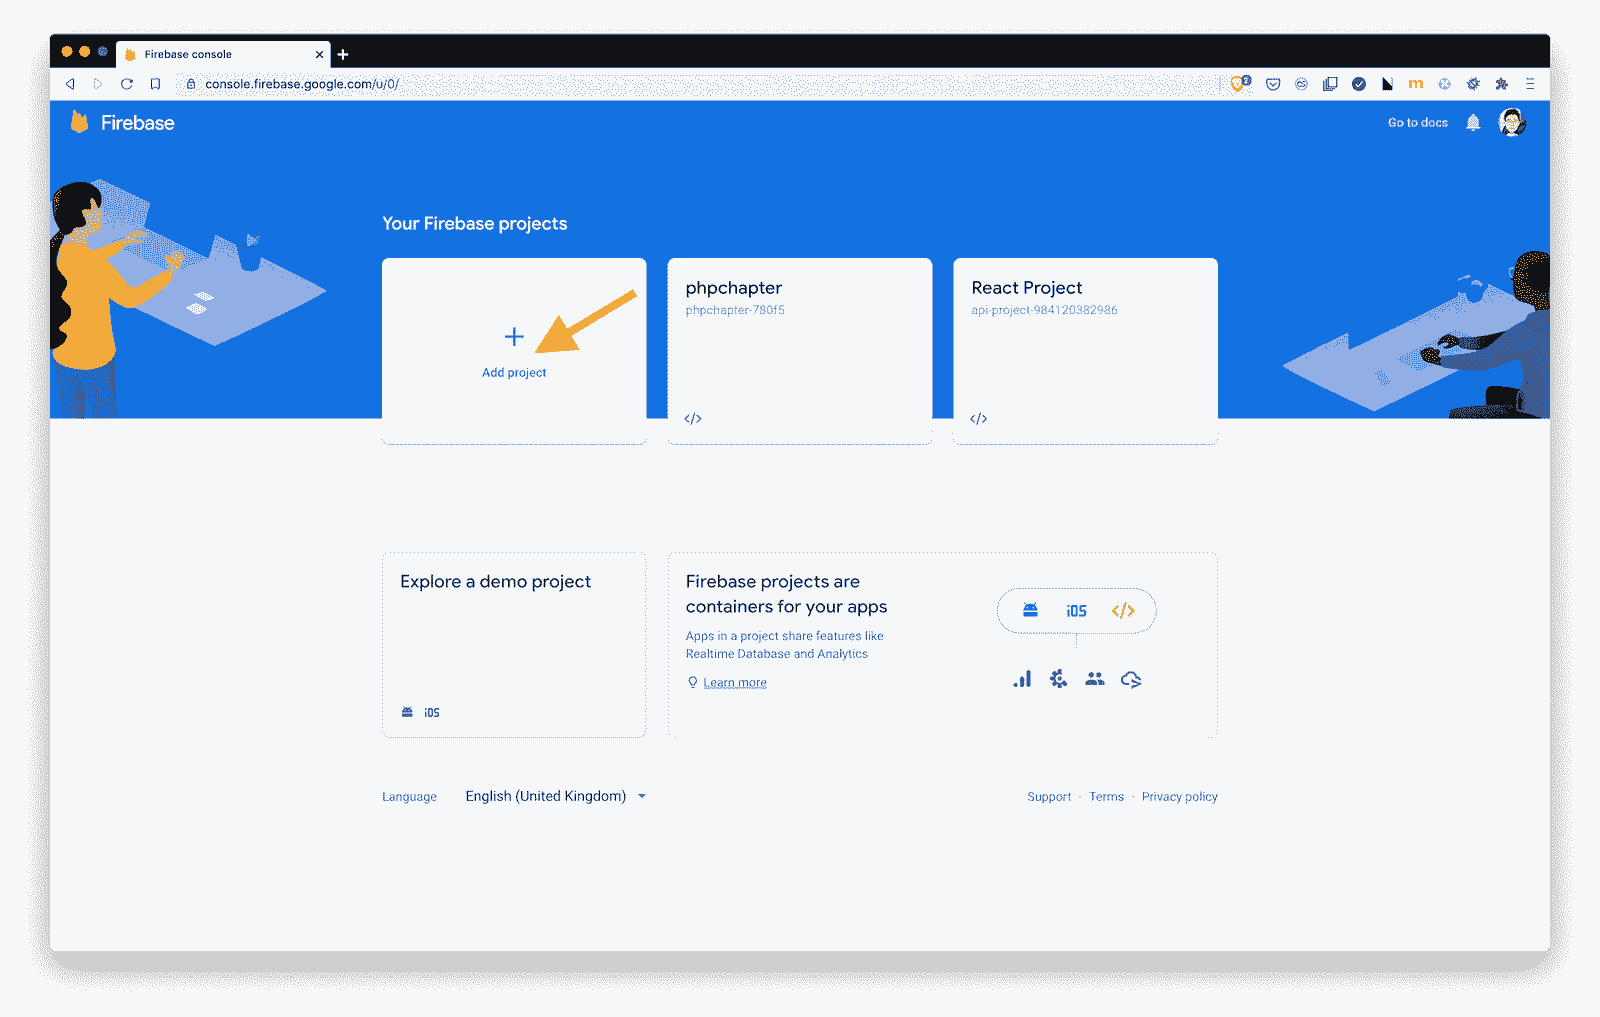 Firebase console
console.firebase.google.com/u/0/
2
m
Firebase
Go to docs
Your Firebase projects
Add project
phpchapter
phpchapter-780f5
</>
React Project
api-project-984120382986
</>
Explore a demo project
iOS
Firebase projects are
containers for your apps
Apps in a project share features like
Realtime Database and Analytics
Learn more
iOS </>
Language English (United Kingdom)
Support · Terms · Privacy policy